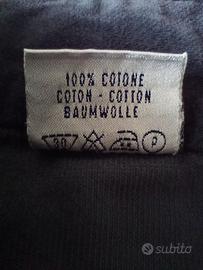 100% COTONE
COTON - COTTON
BAUMWOLLE
30 P
subito